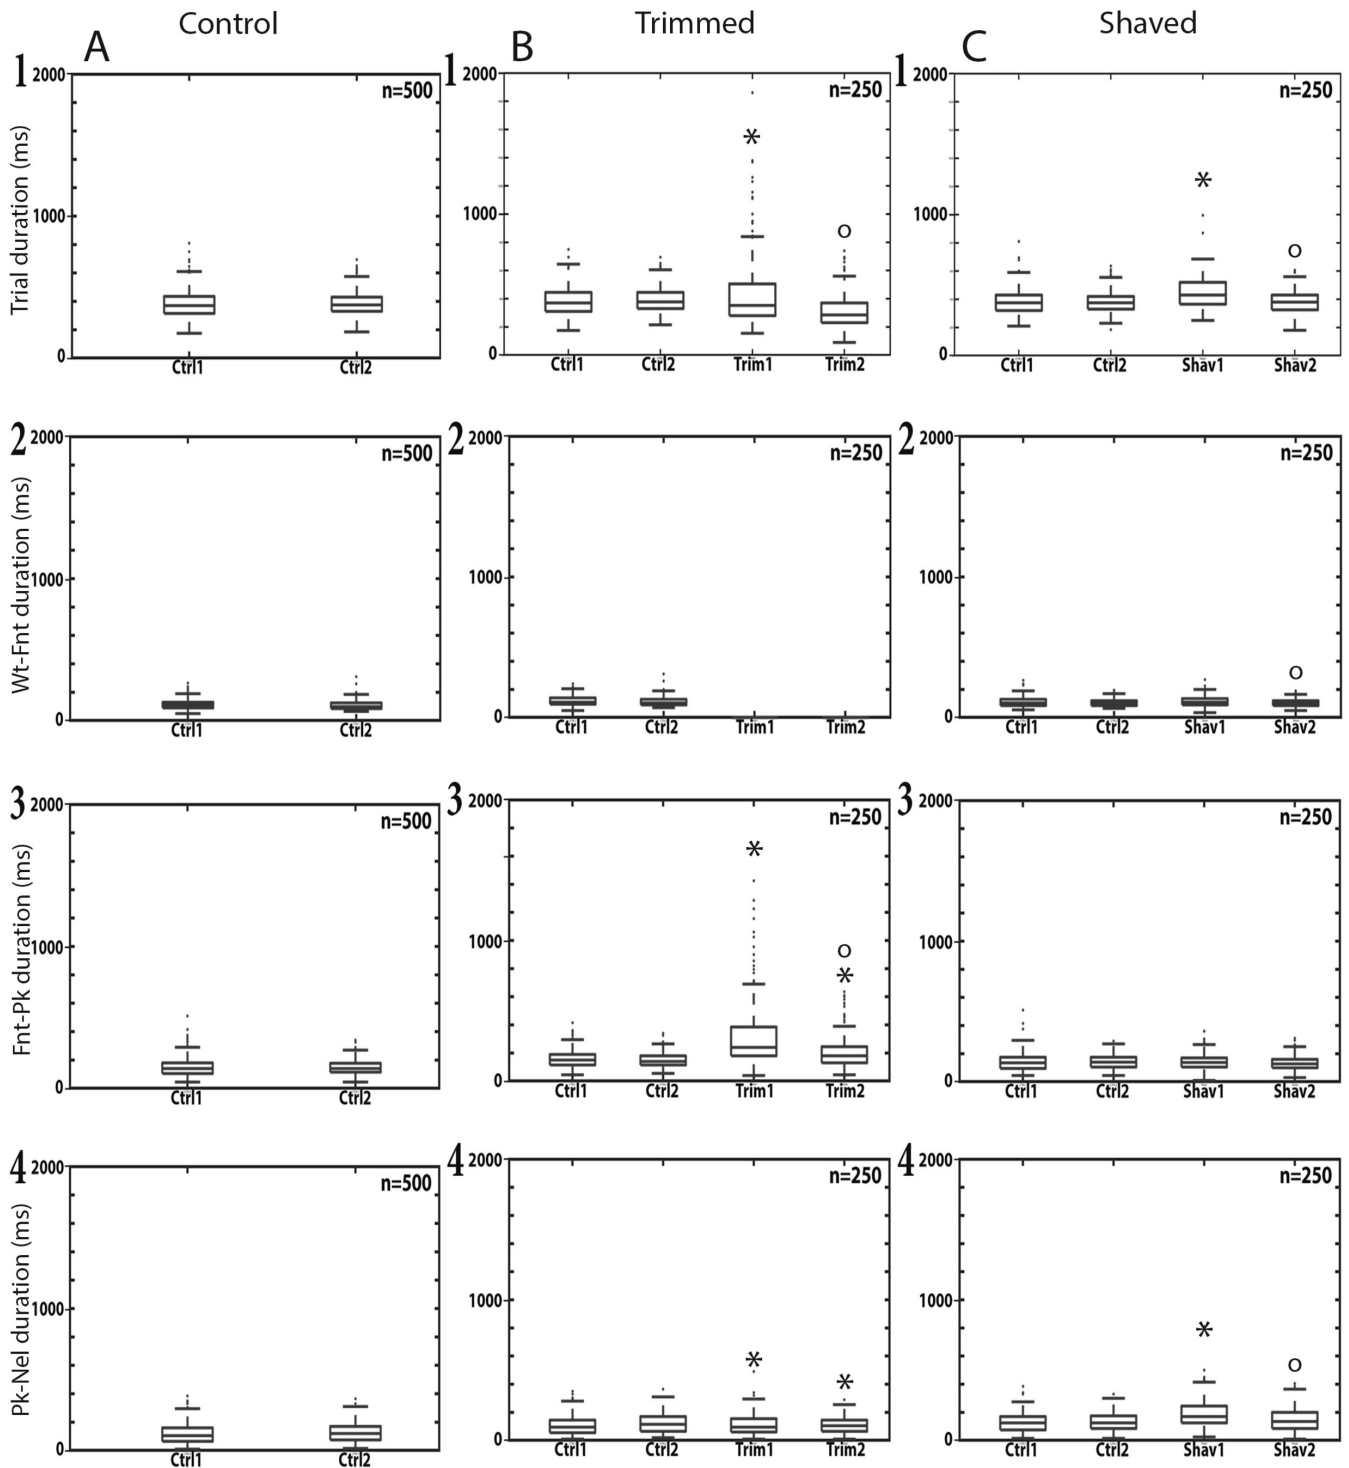 Control Trimmed Shaved
A B C
1 1 1
2000 2000 2000
n=500 n=250 n=250
*
*
o
o
Trial duration (ms)
1000 1000 1000
0 0 0
Ctrl1 Ctrl2 Ctrl1 Ctrl2 Trim1 Trim2 Ctrl1 Ctrl2 Shav1 Shav2
2 2 2
2000 2000 2000
n=500 n=250 n=250
Wt-Fnt duration (ms)
1000 1000 1000
o
0 0 0
Ctrl1 Ctrl2 Ctrl1 Ctrl2 Trim1 Trim2 Ctrl1 Ctrl2 Shav1 Shav2
3 3 3
2000 2000 2000
n=500 n=250 n=250
*
Fnt-Pk duration (ms)
1000 1000 1000
o
*
0 0 0
Ctrl1 Ctrl2 Ctrl1 Ctrl2 Trim1 Trim2 Ctrl1 Ctrl2 Shav1 Shav2
4 4 4
2000 2000 2000
n=500 n=250 n=250
Pk-Nel duration (ms)
1000 1000 1000
* *
* o
0 0 0
Ctrl1 Ctrl2 Ctrl1 Ctrl2 Trim1 Trim2 Ctrl1 Ctrl2 Shav1 Shav2